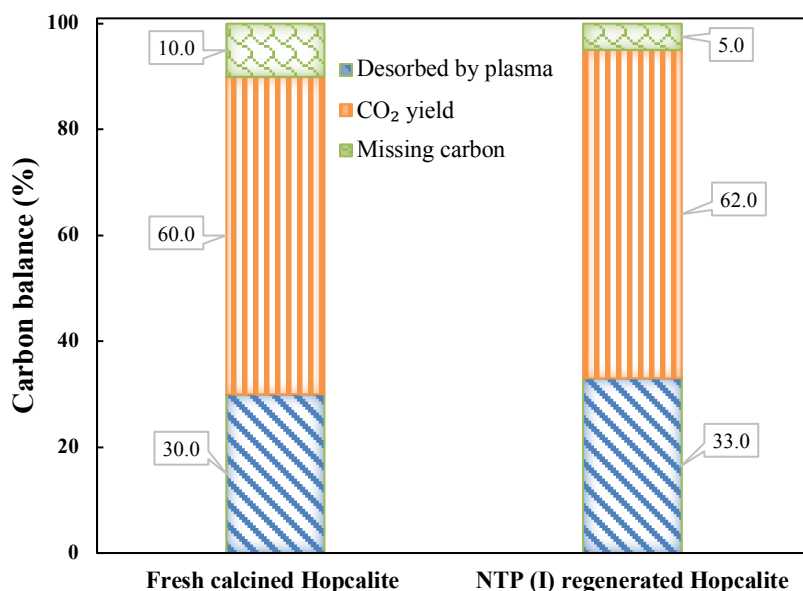 100
80
60
40
20
0
Carbon balance (%)
10.0
60.0
30.0
Desorbed by plasma
CO₂ yield
Missing carbon
5.0
62.0
33.0
Fresh calcined Hopcalite
NTP (I) regenerated Hopcalite